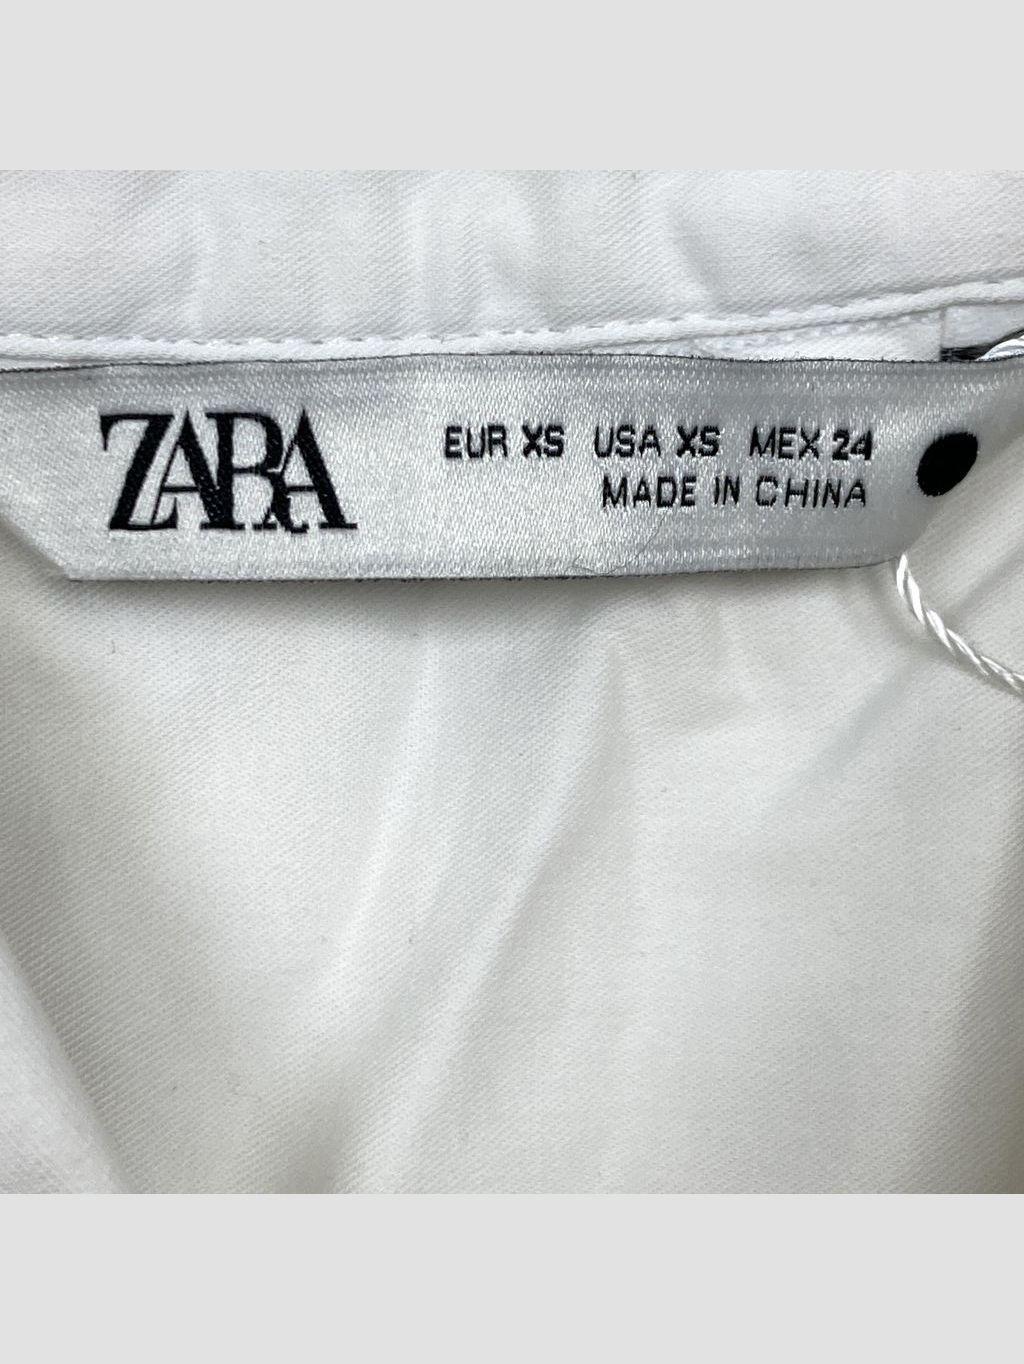 ZARA
EUR XS USA XS MEX 24
MADE IN CHINA